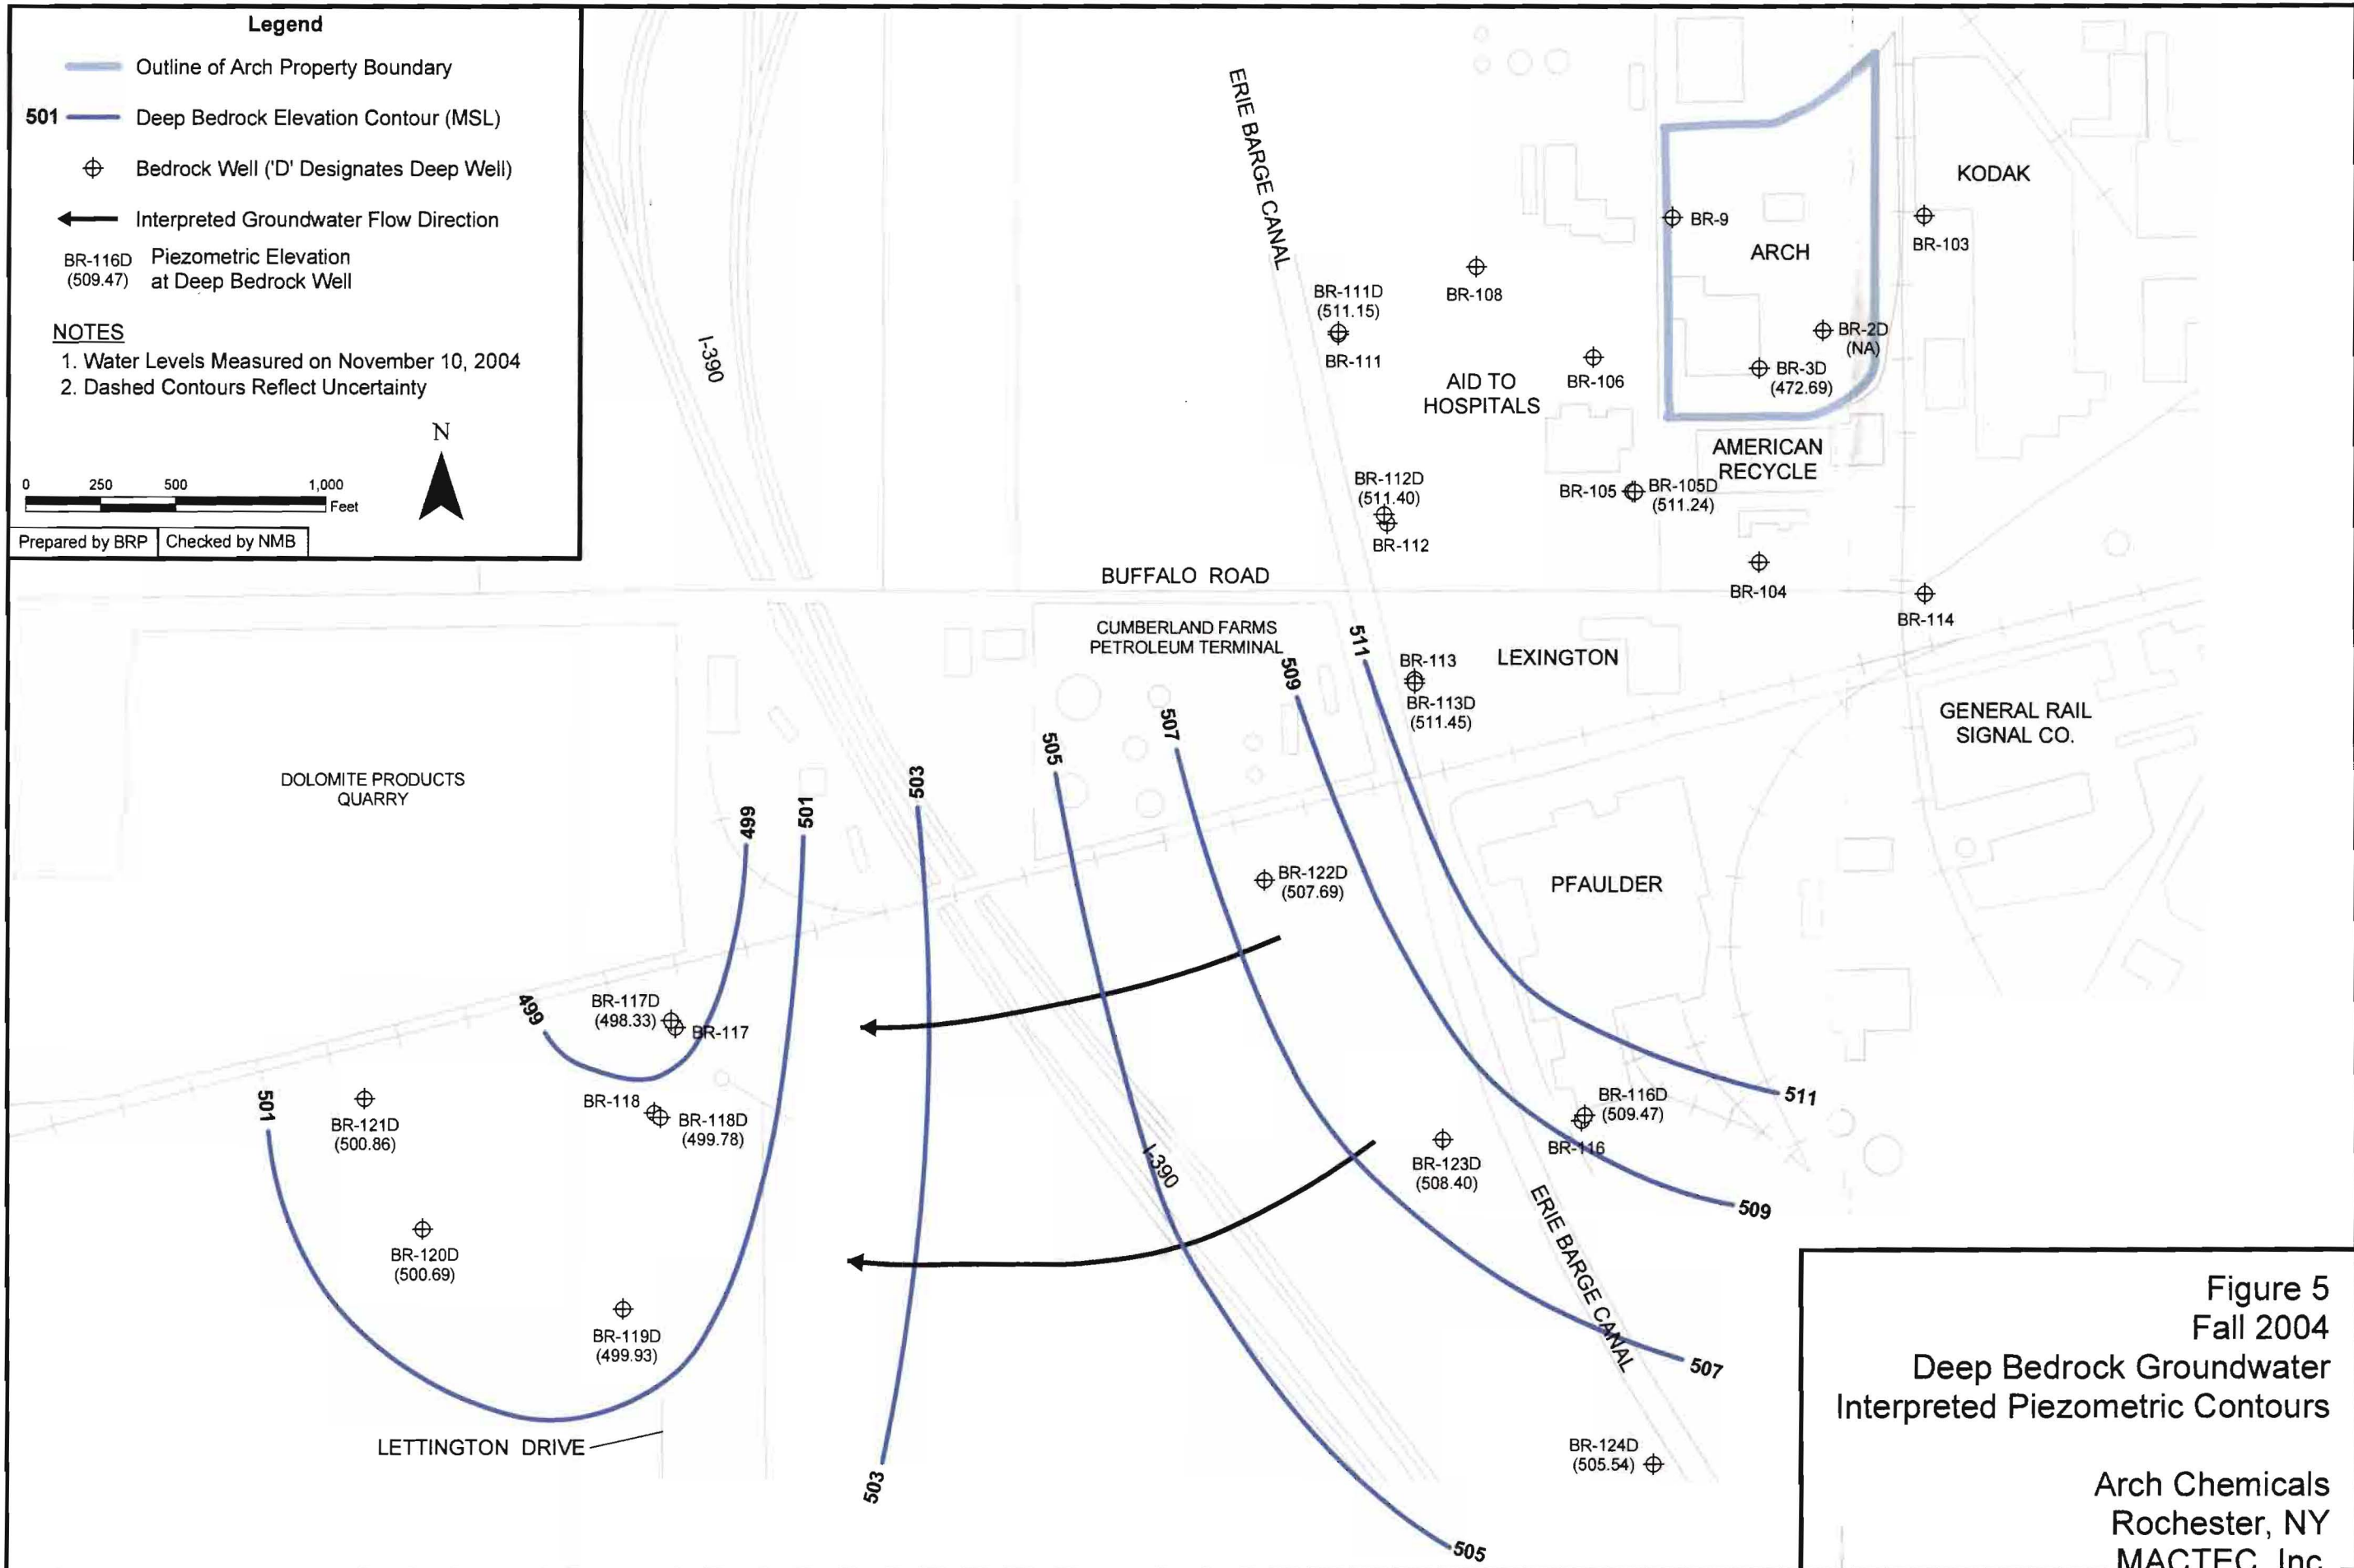 Legend
Outline of Arch Property Boundary
501 Deep Bedrock Elevation Contour (MSL)
Bedrock Well ('D' Designates Deep Well)
Interpreted Groundwater Flow Direction
BR-116D Piezometric Elevation
(509.47) at Deep Bedrock Well
NOTES
1. Water Levels Measured on November 10, 2004
2. Dashed Contours Reflect Uncertainty
N
0 250 500 1,000
Feet
Prepared by BRP Checked by NMB
I-390
ERIE BARGE CANAL
KODAK
BR-9
BR-103
ARCH
BR-108
BR-111D
(511.15)
BR-111
BR-2D
(NA)
BR-106
BR-3D
(472.69)
AID TO
HOSPITALS
AMERICAN
RECYCLE
BR-112D
(511.40)
BR-112
BR-105
BR-105D
(511.24)
BUFFALO ROAD
BR-104
BR-114
CUMBERLAND FARMS
PETROLEUM TERMINAL
511
509
BR-113
BR-113D
(511.45)
LEXINGTON
GENERAL RAIL
SIGNAL CO.
507
505
503
501
499
DOLOMITE PRODUCTS
QUARRY
BR-122D
(507.69)
PFAULDER
499
BR-117D
(498.33)
BR-117
501
BR-121D
(500.86)
BR-118
BR-118D
(499.78)
BR-116D
(509.47)
BR-116
511
I-390
BR-123D
(508.40)
509
ERIE BARGE CANAL
BR-120D
(500.69)
BR-119D
(499.93)
507
LETTINGTON DRIVE
503
BR-124D
(505.54)
505
Figure 5
Fall 2004
Deep Bedrock Groundwater
Interpreted Piezometric Contours
Arch Chemicals
Rochester, NY
MACTEC, Inc.